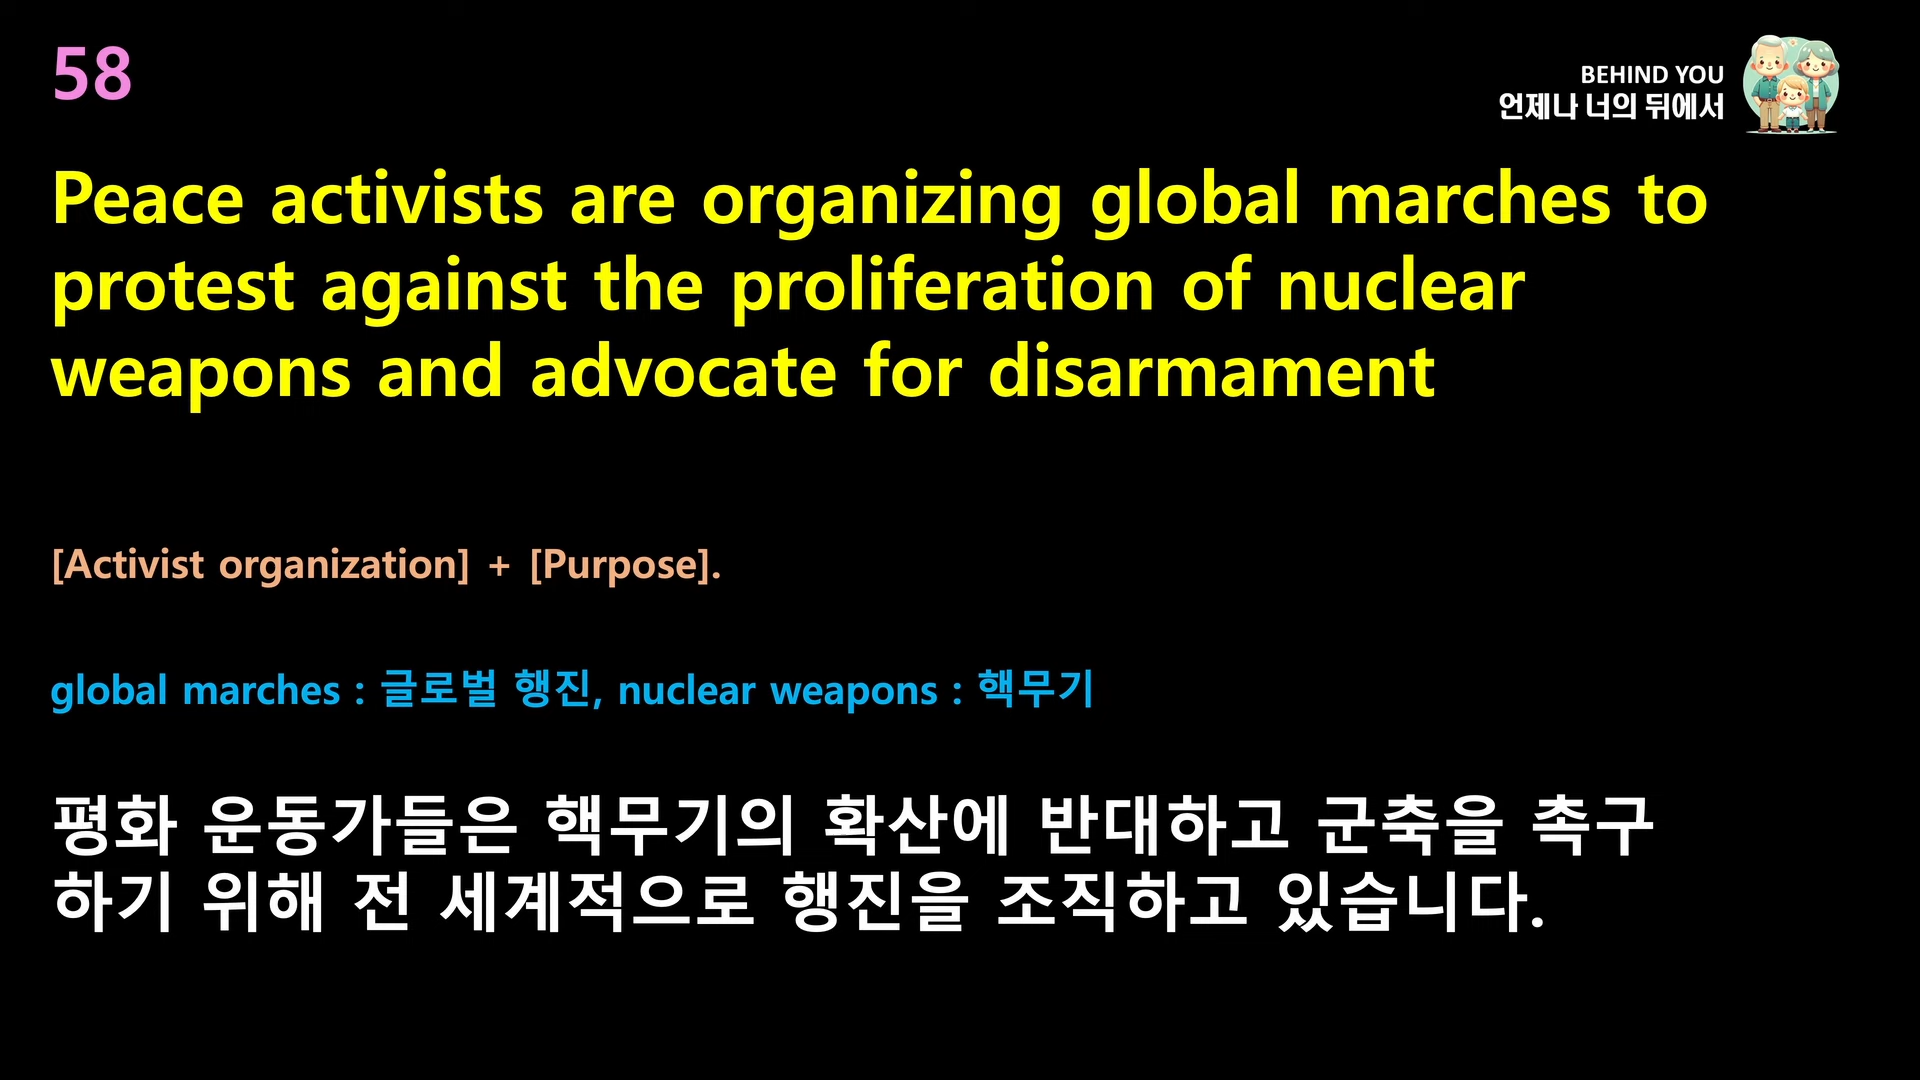 58
BEHIND YOU
언제나 너의 뒤에서
Peace activists are organizing global marches to
protest against the proliferation of nuclear
weapons and advocate for disarmament
[Activist organization] + [Purpose].
global marches : 글로벌 행진, nuclear weapons : 핵무기
평화 운동가들은 핵무기의 확산에 반대하고 군축을 촉구
하기 위해 전 세계적으로 행진을 조직하고 있습니다.